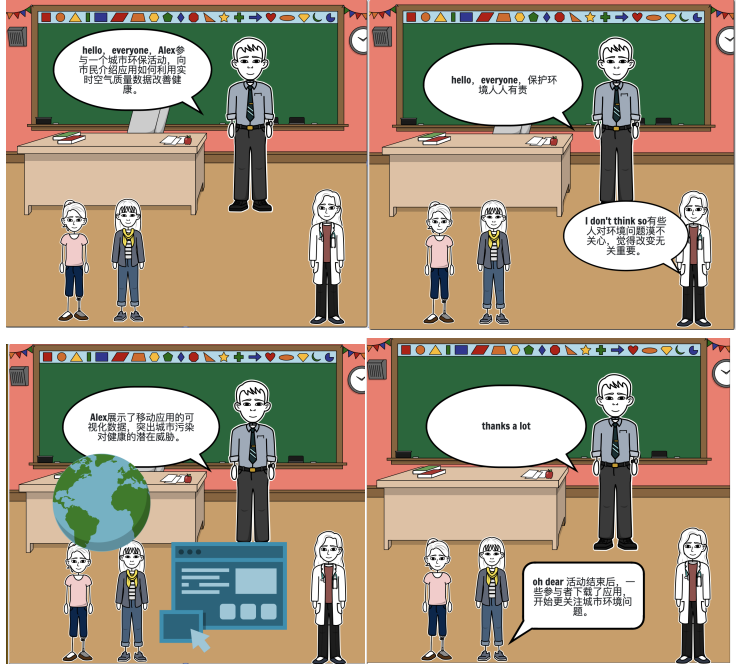 hello，everyone，Alex参
与一个城市环保活动，向
市民介绍应用如何利用实
时空气质量数据改善健
康。
hello，everyone，保护环
境人人有责
I don't think so有些
人对环境问题漠不
关心，觉得改变无
关重要。
Alex展示了移动应用的可
视化数据，突出城市污染
对健康的潜在威胁。
thanks a lot
oh dear 活动结束后，一
些参与者下载了应用，
开始更关注城市环境问
题。